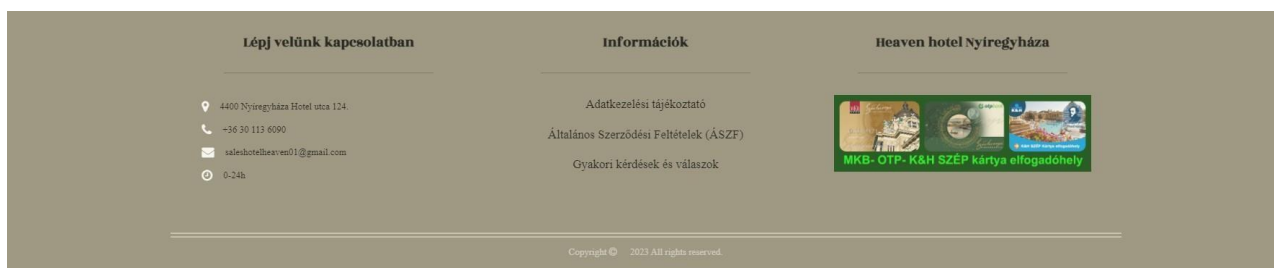 Lépj velünk kapcsolatban
4400 Nyíregyháza Hotel utca 124.
+36 30 113 6090
saleshotelheaven01@gmail.com
0-24h
Információk
Adatkezelési tájékoztató
Általános Szerződési Feltételek (ÁSZF)
Gyakori kérdések és válaszok
Heaven hotel Nyíregyháza
MKB- OTP- K&H SZÉP kártya elfogadóhely
Copyright © 2023 All rights reserved.